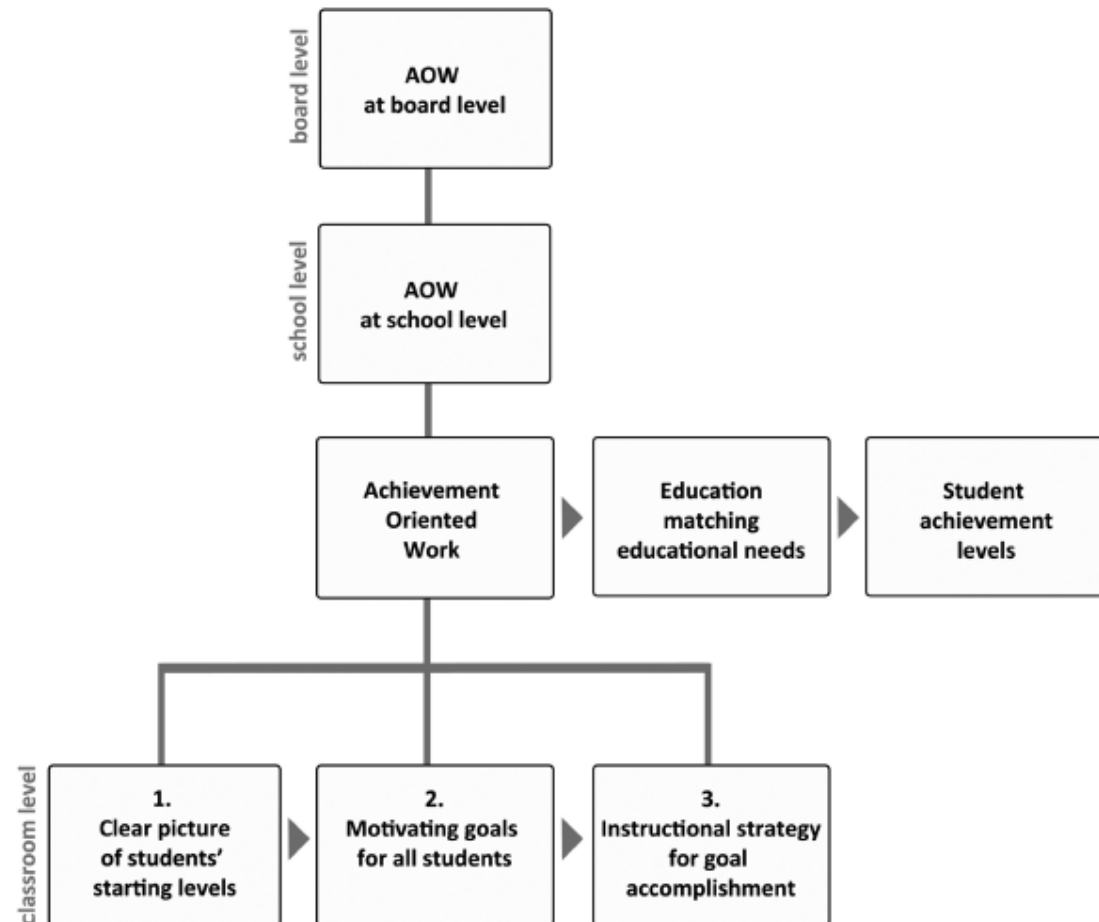 board level
AOW
at board level
school level
AOW
at school level
Achievement
Oriented
Work
Education
matching
educational needs
Student
achievement
levels
classroom level
1.
Clear picture
of students’
starting levels
2.
Motivating goals
for all students
3.
Instructional strategy
for goal
accomplishment